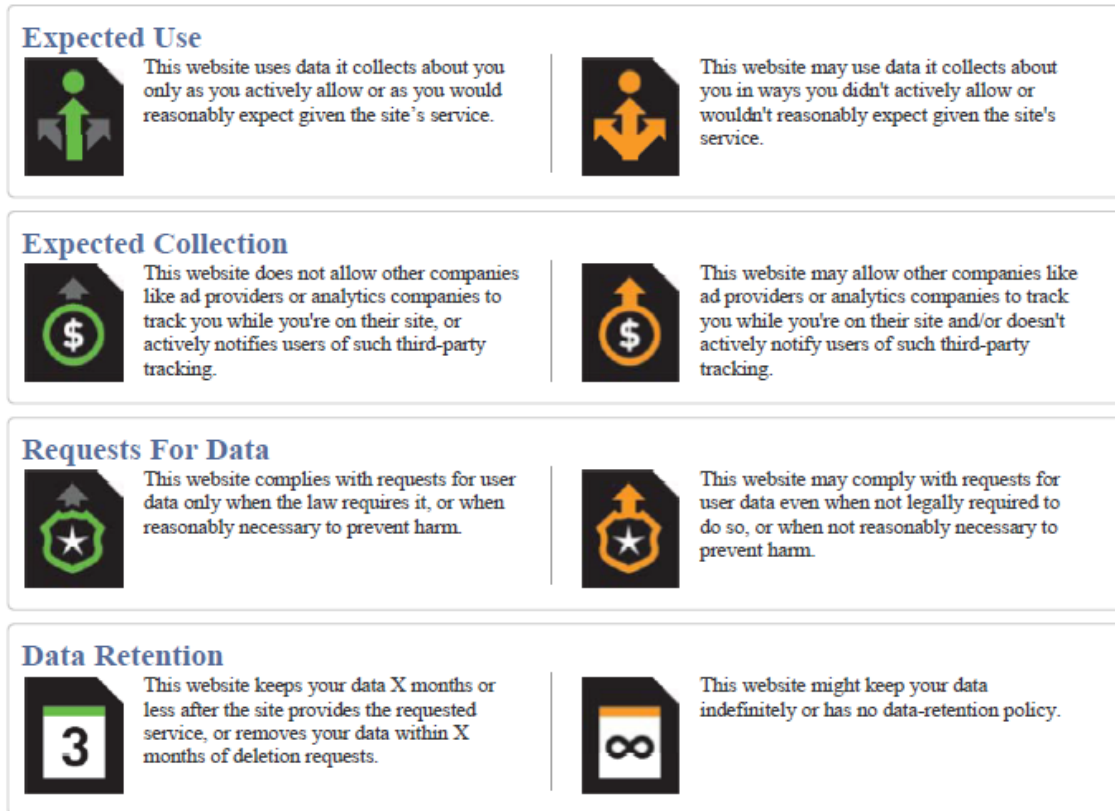 Expected Use
This website uses data it collects about you
only as you actively allow or as you would
reasonably expect given the site's service.
This website may use data it collects about
you in ways you didn't actively allow or
wouldn't reasonably expect given the site's
service.
Expected Collection
$
This website does not allow other companies
like ad providers or analytics companies to
track you while you're on their site, or
actively notifies users of such third-party
tracking.
$
This website may allow other companies like
ad providers or analytics companies to track
you while you're on their site and/or doesn't
actively notify users of such third-party
tracking.
Requests For Data
This website complies with requests for user
data only when the law requires it, or when
reasonably necessary to prevent harm.
This website may comply with requests for
user data even when not legally required to
do so, or when not reasonably necessary to
prevent harm.
Data Retention
3
This website keeps your data X months or
less after the site provides the requested
service, or removes your data within X
months of deletion requests.
∞
This website might keep your data
indefinitely or has no data-retention policy.